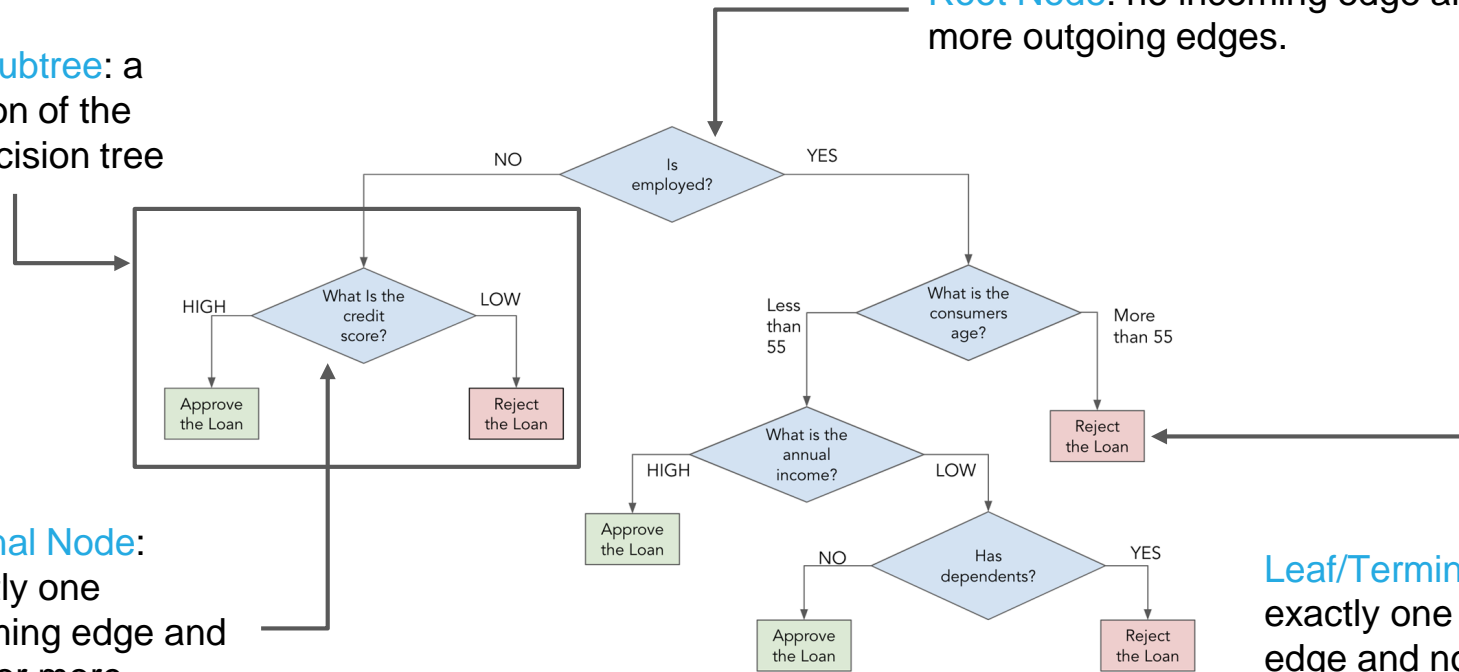 more outgoing edges.
ubtree: a
on of the
cision tree
NO
YES
Is
employed?
What Is the
credit
score?
HIGH
LOW
Approve
the Loan
Reject
the Loan
What is the
consumers
age?
Less
than
55
More
than 55
Reject
the Loan
What is the
annual
income?
HIGH
LOW
Approve
the Loan
Has
dependents?
NO
YES
Approve
the Loan
Reject
the Loan
nal Node:
ly one
ning edge and
Leaf/Termin
exactly one
edge and no